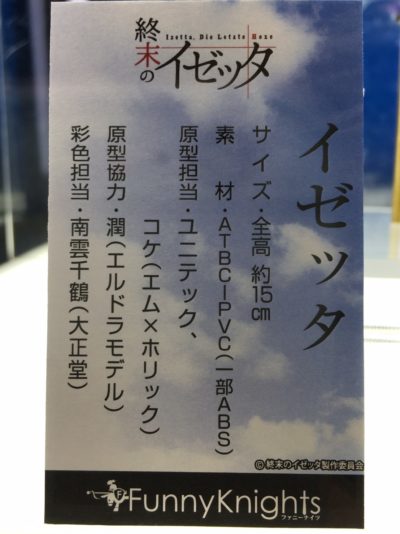 Izetta, Die Letzte Hexe
終末のイゼッタ
イゼッタ
サイズ・全高 約15㎝
素　材・ATBC-PVC(一部ABS)
原型担当・ユニテック、
コケ(エム×ホリック)
原型協力・潤(エルドラモデル)
彩色担当・南雲千鶴(大正堂)
© 終末のイゼッタ製作委員会
FunnyKnights
ファニーナイツ